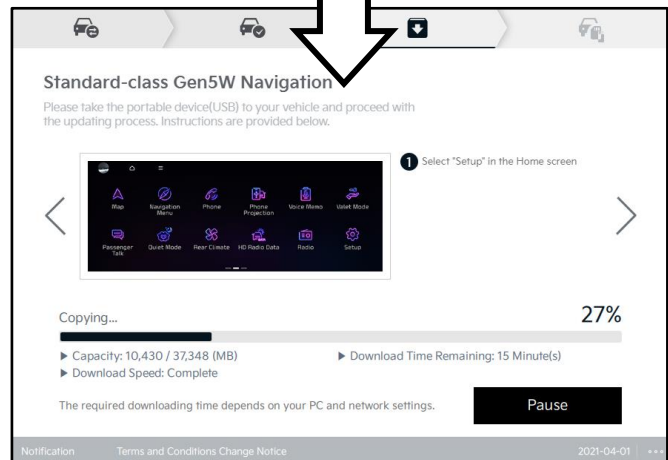 Standard-class Gen5W Navigation
Please take the portable device(USB) to your vehicle and proceed with
the updating process. Instructions are provided below.
1 Select "Setup" in the Home screen
Map Navigation Menu Phone Phone Projection Voice Memo Valet Mode
Passenger Talk Quiet Mode Rear Climate HD Radio Data Radio Setup
Copying... 27%
▶ Capacity: 10,430 / 37,348 (MB) ▶ Download Time Remaining: 15 Minute(s)
▶ Download Speed: Complete
The required downloading time depends on your PC and network settings. Pause
Notification Terms and Conditions Change Notice 2021-04-01